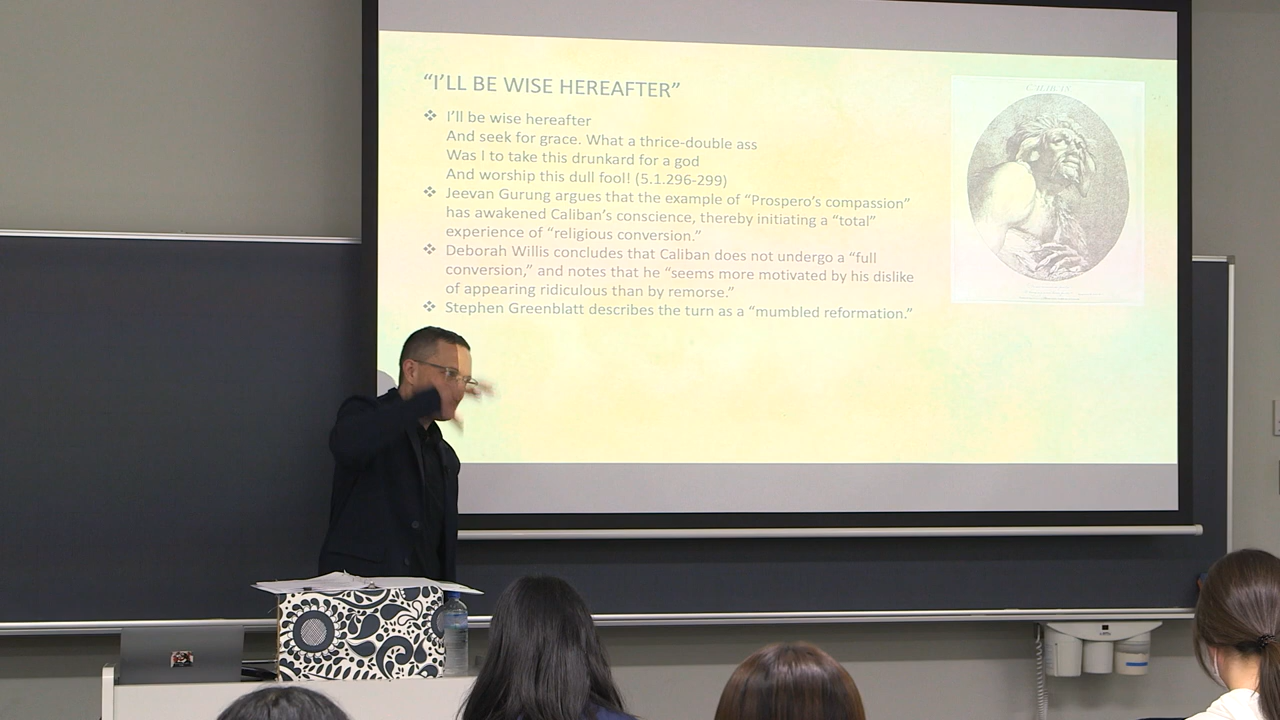 “I’LL BE WISE HEREAFTER”
❖ I’ll be wise hereafter
And seek for grace. What a thrice-double ass
Was I to take this drunkard for a god
And worship this dull fool! (5.1.296-299)
❖ Jeevan Gurung argues that the example of “Prospero’s compassion”
has awakened Caliban’s conscience, thereby initiating a “total”
experience of “religious conversion.”
❖ Deborah Willis concludes that Caliban does not undergo a “full
conversion,” and notes that he “seems more motivated by his dislike
of appearing ridiculous than by remorse.”
❖ Stephen Greenblatt describes the turn as a “mumbled reformation.”
CALIBAN